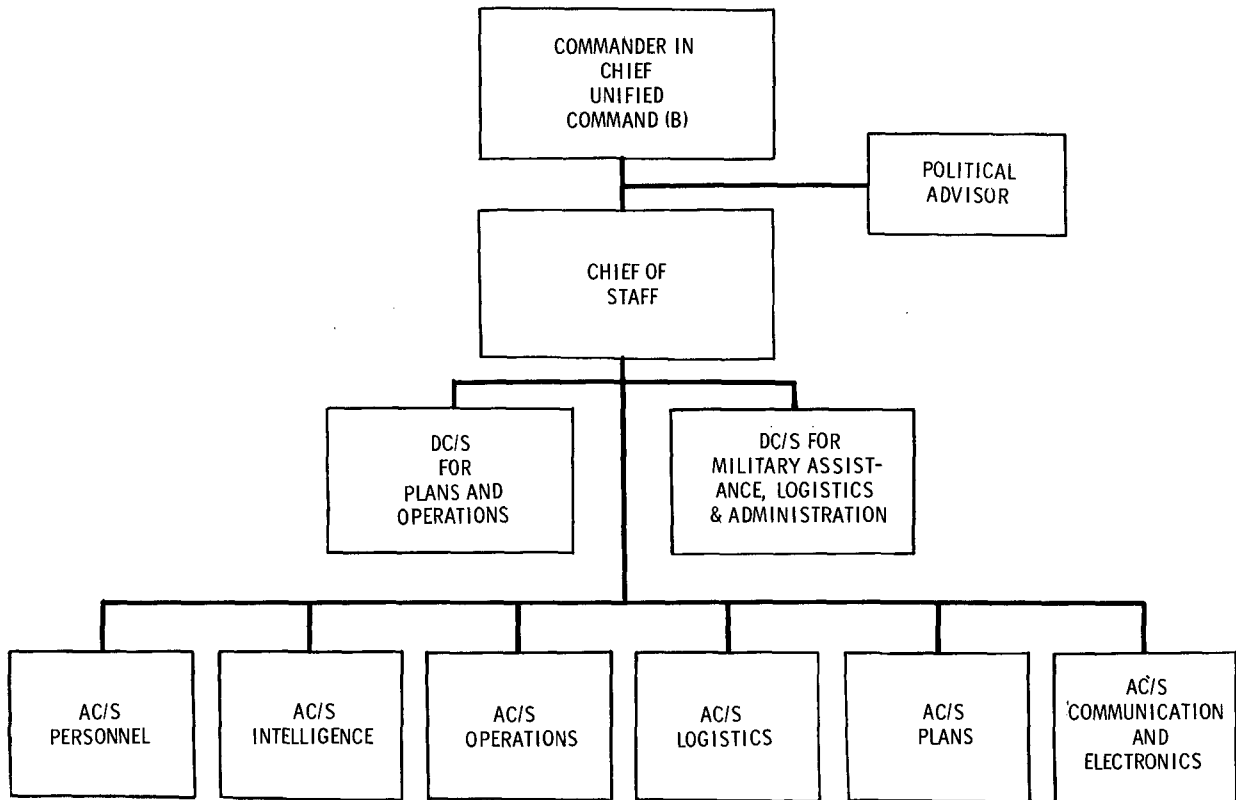 COMMANDER IN
CHIEF
UNIFIED
COMMAND (B)
POLITICAL
ADVISOR
CHIEF OF
STAFF
DC/S
FOR
PLANS AND
OPERATIONS
DC/S FOR
MILITARY ASSIST-
ANCE, LOGISTICS
& ADMINISTRATION
AC/S
PERSONNEL
AC/S
INTELLIGENCE
AC/S
OPERATIONS
AC/S
LOGISTICS
AC/S
PLANS
AC/S
COMMUNICATION
AND
ELECTRONICS